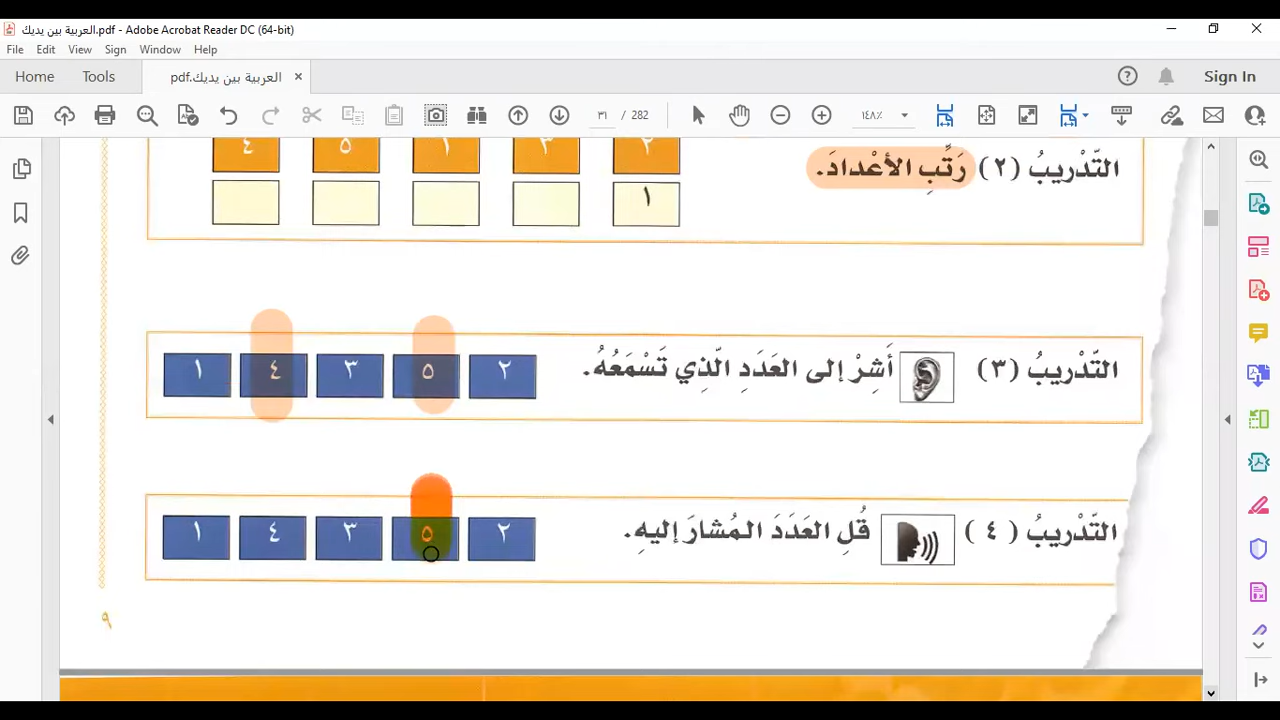 العربية بين يديك.pdf - Adobe Acrobat Reader DC (64-bit)
File Edit View Sign Window Help
Home Tools العربية بين يديك.pdf × Sign In
٣١ / 282 ١٤٨٪
٢ ٣ ١ ٥ ٤
التَّدْريبُ (٢) رَتِّبِ الأعْدادَ.
١
التَّدْريبُ (٣) أَشِرْ إلى العَدَدِ الّذِي تَسْمَعُهُ. ٢ ٥ ٣ ٤ ١
التَّدْريبُ ( ٤ ) قُلِ العَدَدَ المُشارَ إليهِ. ٢ ٥ ٣ ٤ ١
٩